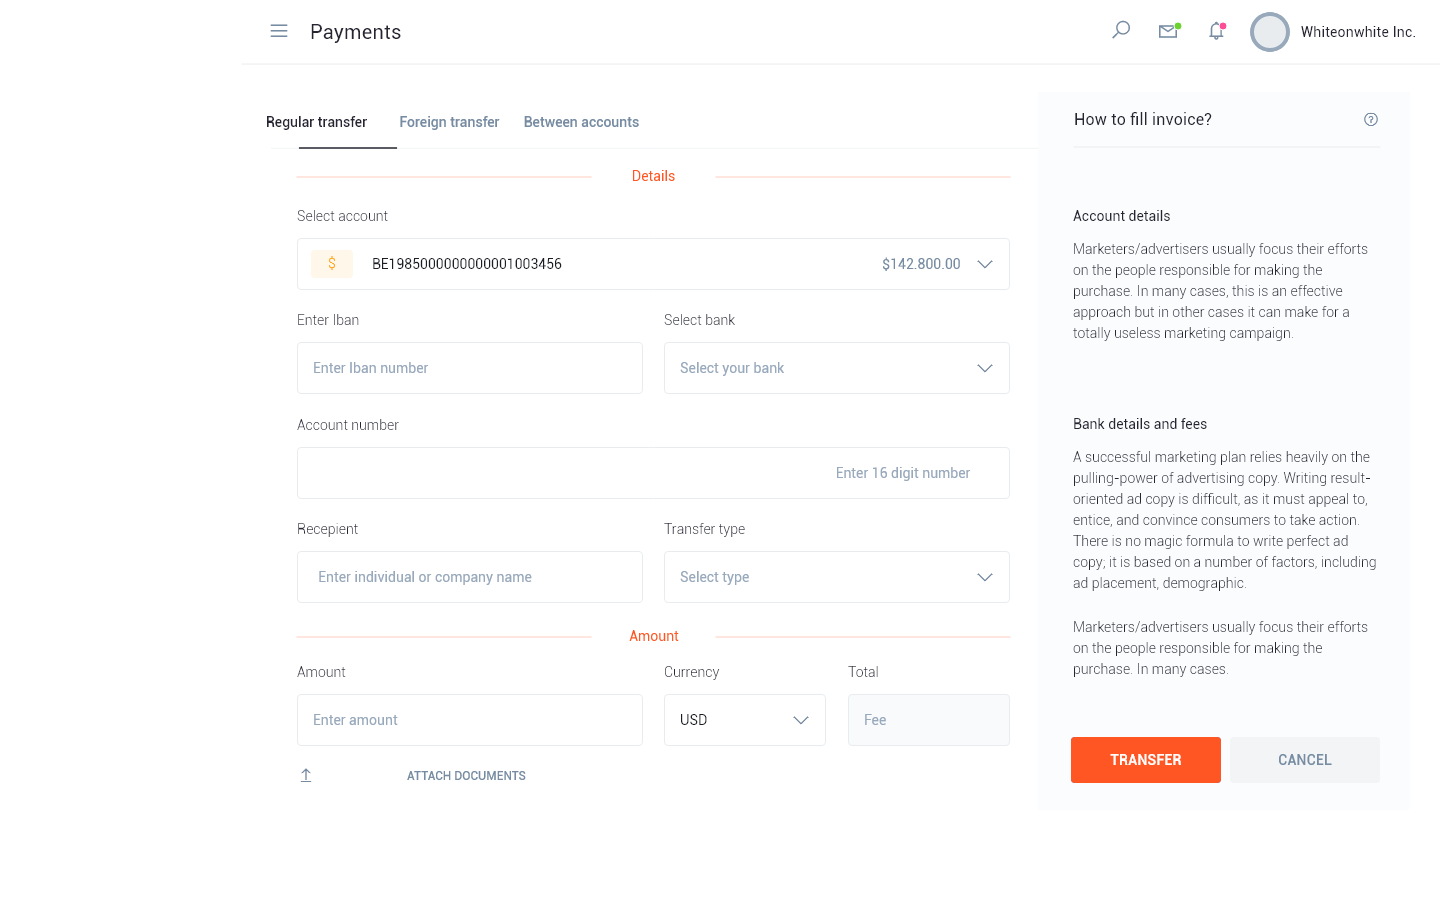 Payments
Whiteonwhite Inc.
Regular transfer
Foreign transfer
Between accounts
Details
Select account
$
BE1985000000000001003456
$142.800.00
Enter Iban
Select bank
Enter Iban number
Select your bank
Account number
Enter 16 digit number
Recepient
Transfer type
Enter individual or company name
Select type
Amount
Amount
Currency
Total
Enter amount
USD
Fee
ATTACH DOCUMENTS
How to fill invoice?
Account details
Marketers/advertisers usually focus their efforts
on the people responsible for making the
purchase. In many cases, this is an effective
approach but in other cases it can make for a
totally useless marketing campaign.
Bank details and fees
A successful marketing plan relies heavily on the
pulling-power of advertising copy. Writing result-
oriented ad copy is difficult, as it must appeal to,
entice, and convince consumers to take action.
There is no magic formula to write perfect ad
copy; it is based on a number of factors, including
ad placement, demographic.
Marketers/advertisers usually focus their efforts
on the people responsible for making the
purchase. In many cases.
TRANSFER
CANCEL